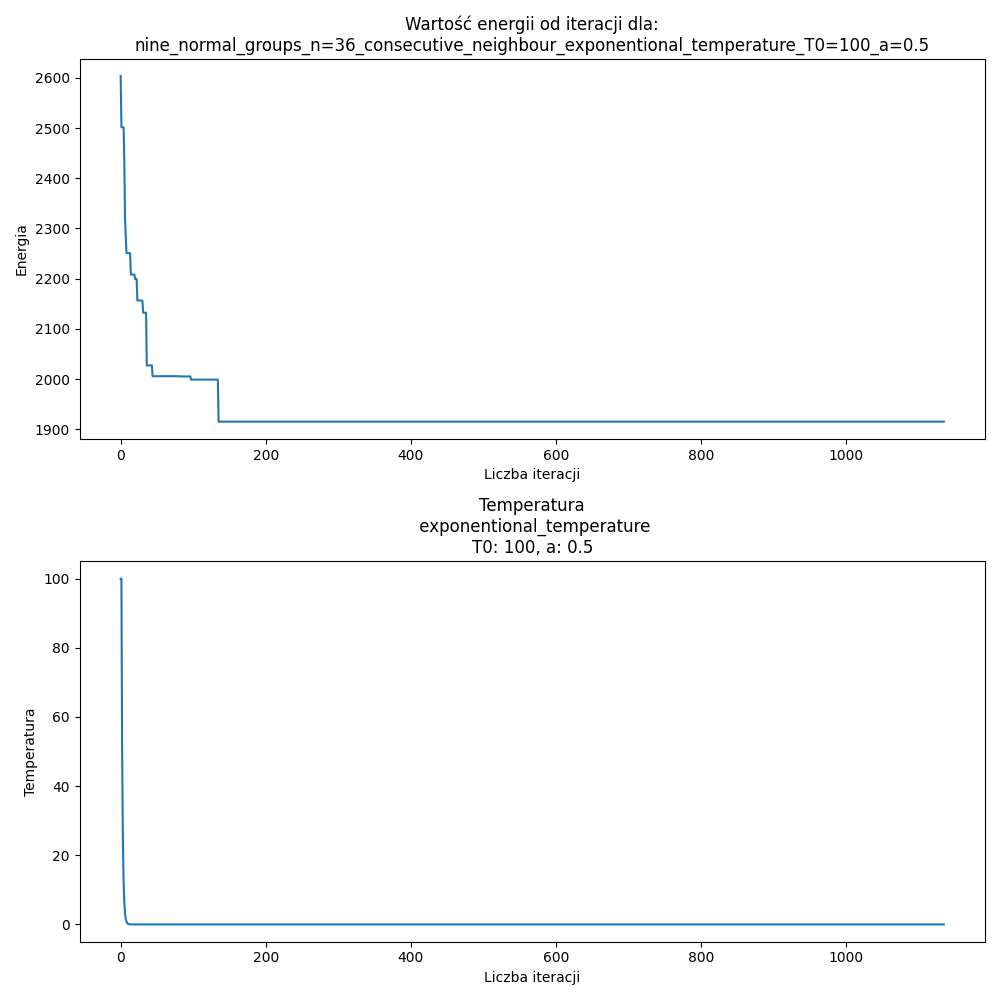 Wartość energii od iteracji dla:
nine_normal_groups_n=36_consecutive_neighbour_exponentional_temperature_T0=100_a=0.5
2600
2500
2400
2300
2200
2100
2000
1900
Energia
0 200 400 600 800 1000
Liczba iteracji
Temperatura
exponentional_temperature
T0: 100, a: 0.5
100
80
60
40
20
0
Temperatura
0 200 400 600 800 1000
Liczba iteracji